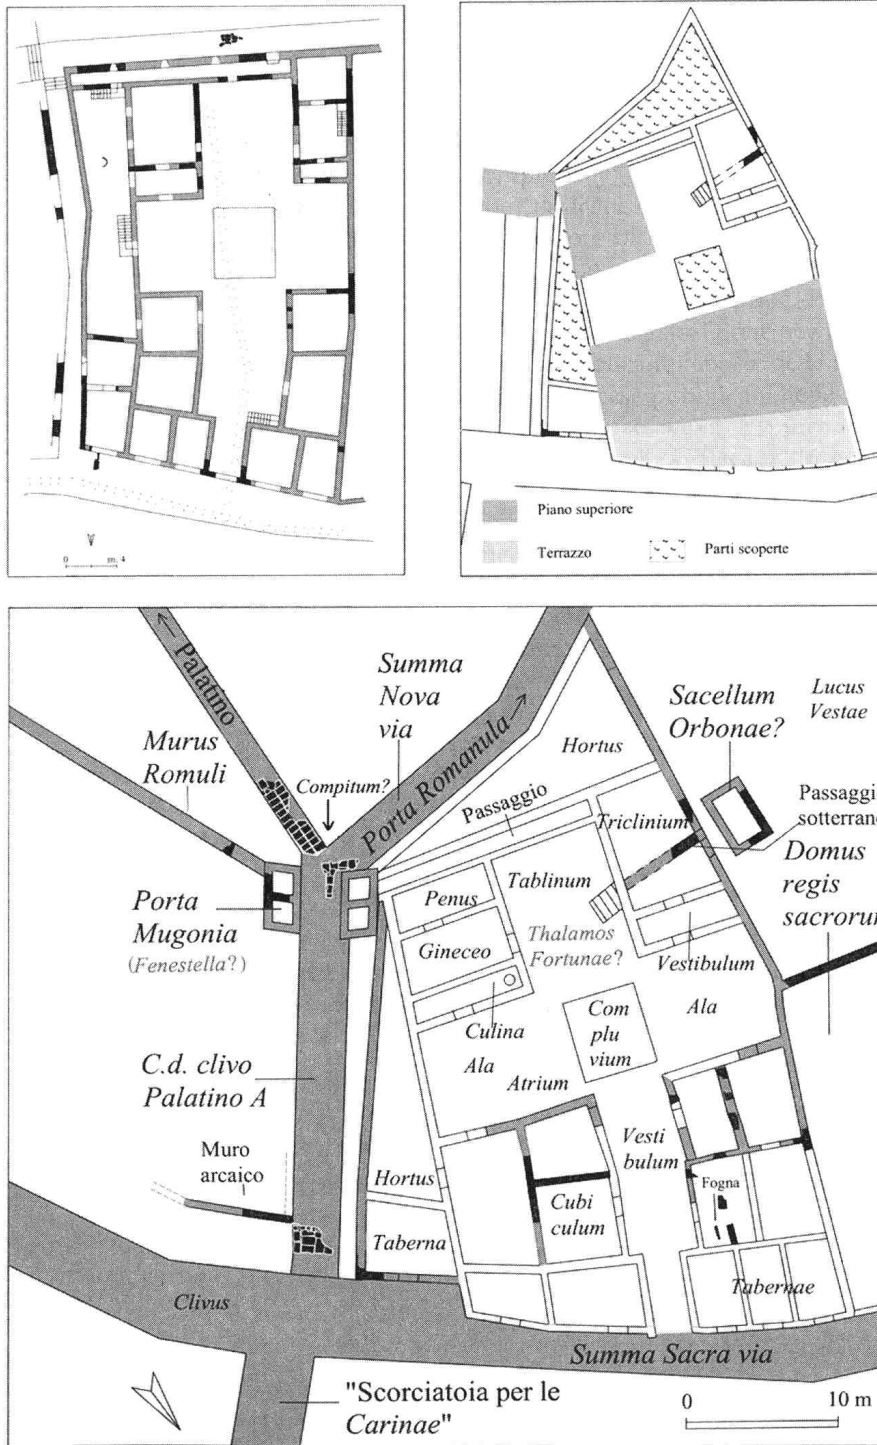 0 m. 4
Piano superiore
Terrazzo
Parti scoperte
Palatino
Summa
Nova
via
Murus
Romuli
Compitum?
Porta Romanula
Hortus
Sacellum
Orbonae?
Lucus
Vestae
Passaggio
Triclinium
Passaggi
sotterrane
Domus
regis
sacroru
Tablinum
Penus
Porta
Mugonia
(Fenestella?)
Gineceo
Thalamos
Fortunae?
Vestibulum
Ala
Culina
Ala
Com
plu
vium
Atrium
C.d. clivo
Palatino A
Muro
arcaico
Hortus
Vesti
bulum
Fogna
Cubi
culum
Taberna
Tabernae
Clivus
Summa Sacra via
"Scorciatoia per le
Carinae"
0 10 m